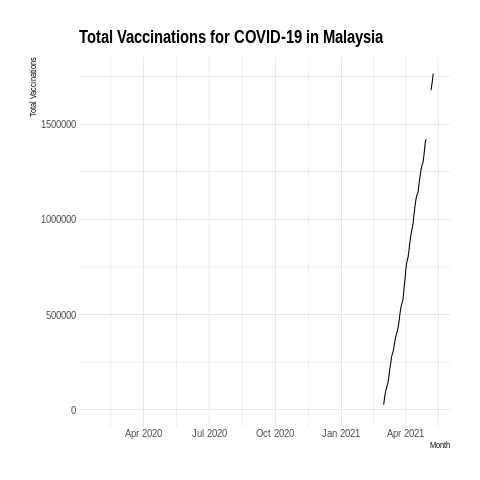 Total Vaccinations for COVID-19 in Malaysia
Total Vaccinations
1500000
1000000
500000
0
Apr 2020 Jul 2020 Oct 2020 Jan 2021 Apr 2021
Month